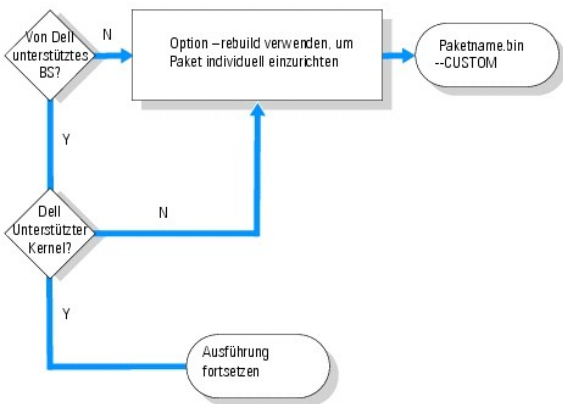 Von Dell
unterstütztes
BS?
N
Option –rebuild verwenden, um
Paket individuell einzurichten
Paketname.bin
--CUSTOM
Y
Dell
Unterstützter
Kernel?
N
Y
Ausführung
fortsetzen